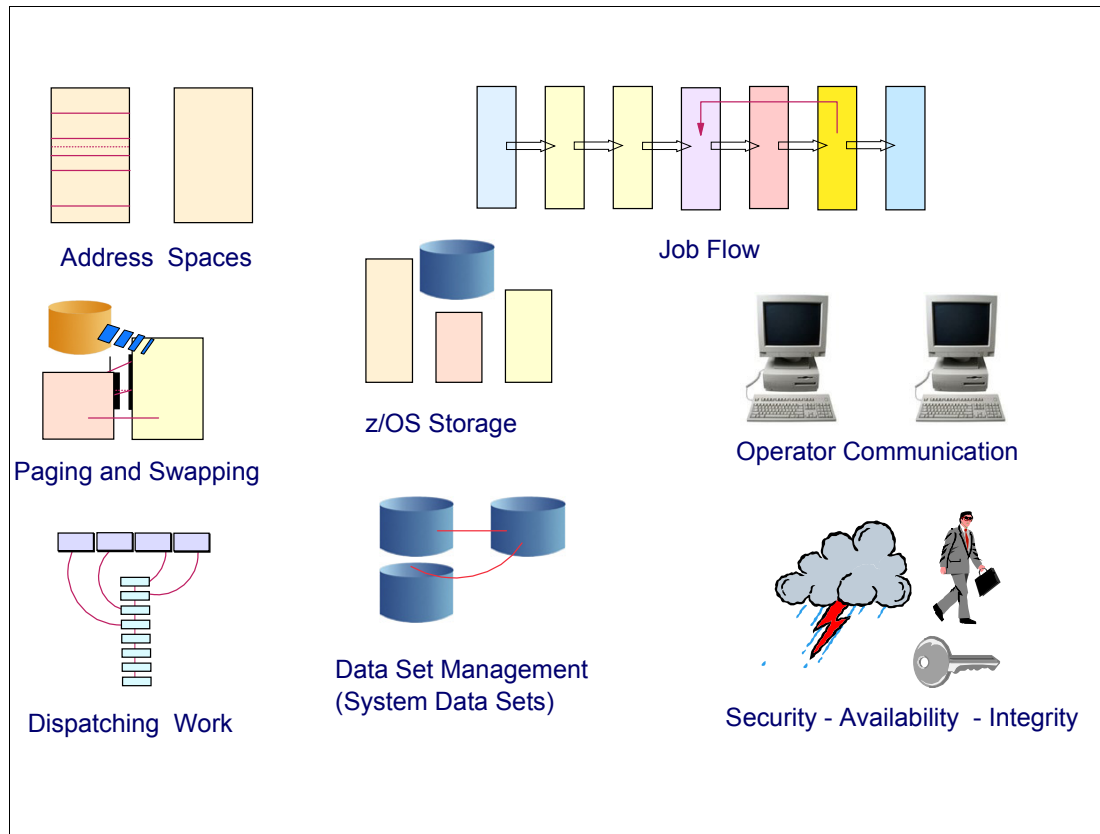 Address Spaces
Job Flow
z/OS Storage
Paging and Swapping
Operator Communication
Data Set Management
(System Data Sets)
Dispatching Work
Security - Availability - Integrity